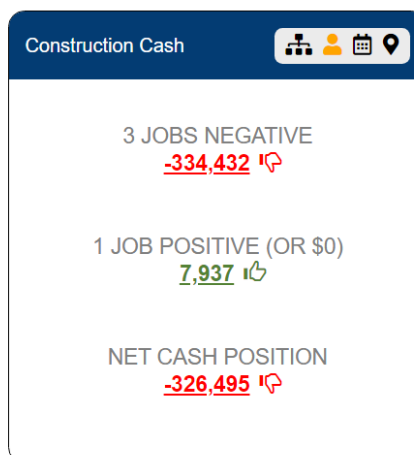 Construction Cash
3 JOBS NEGATIVE
-334,432
1 JOB POSITIVE (OR $0)
7,937
NET CASH POSITION
-326,495